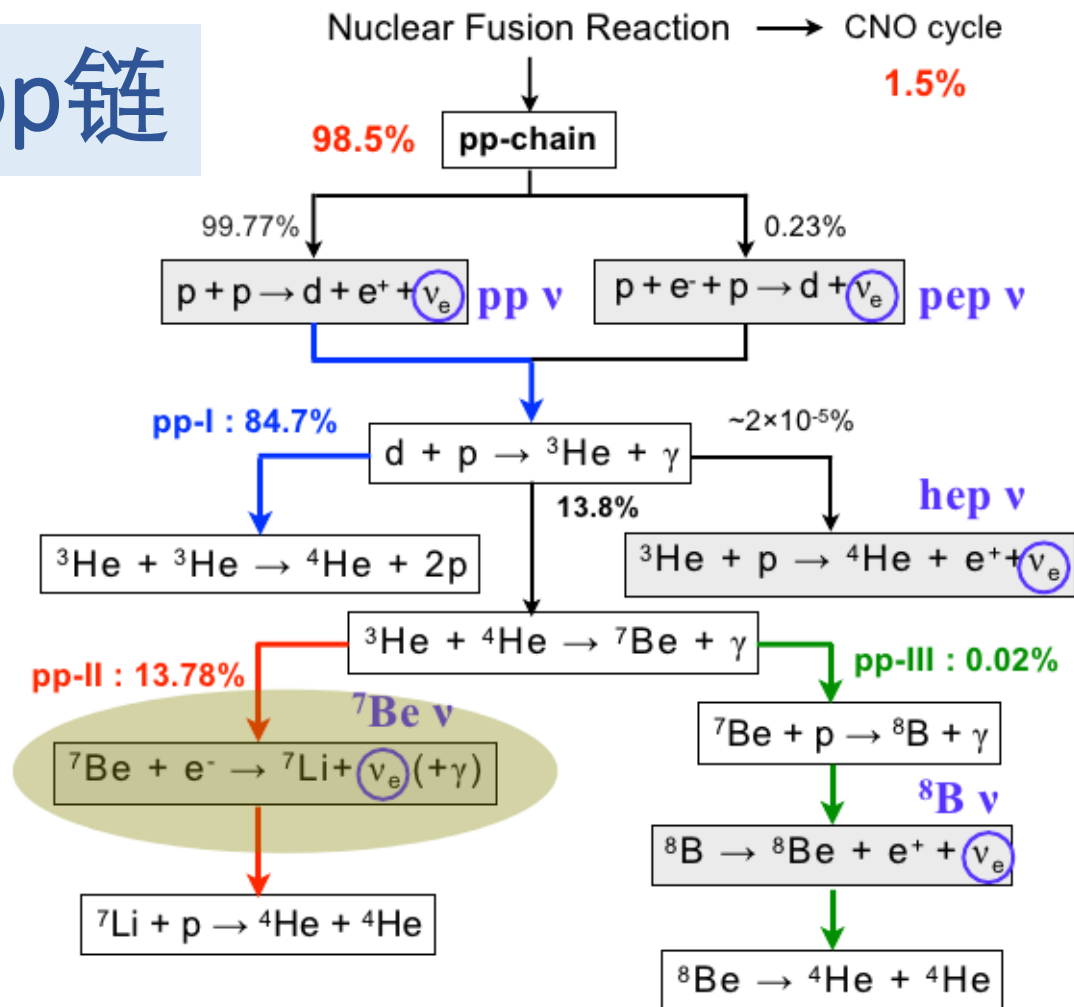 Nuclear Fusion Reaction → CNO cycle
pp链
1.5%
98.5%
pp-chain
99.77%
0.23%
p + p → d + e⁺ + νₑ
pp ν
p + e⁻ + p → d + νₑ
pep ν
pp-I : 84.7%
~2×10⁻⁵%
d + p → ³He + γ
13.8%
hep ν
³He + ³He → ⁴He + 2p
³He + p → ⁴He + e⁺ + νₑ
³He + ⁴He → ⁷Be + γ
pp-II : 13.78%
pp-III : 0.02%
⁷Be ν
⁷Be + e⁻ → ⁷Li + νₑ (+γ)
⁷Be + p → ⁸B + γ
⁸B ν
⁸B → ⁸Be + e⁺ + νₑ
⁷Li + p → ⁴He + ⁴He
⁸Be → ⁴He + ⁴He